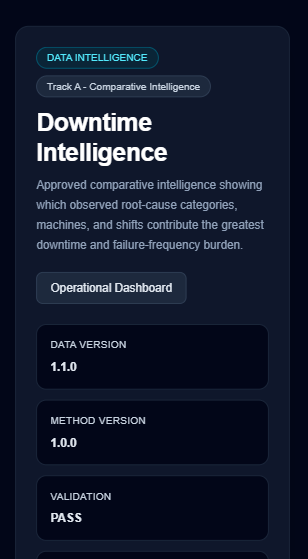 DATA INTELLIGENCE
Track A - Comparative Intelligence
Downtime
Intelligence
Approved comparative intelligence showing
which observed root-cause categories,
machines, and shifts contribute the greatest
downtime and failure-frequency burden.
Operational Dashboard
DATA VERSION
1.1.0
METHOD VERSION
1.0.0
VALIDATION
PASS